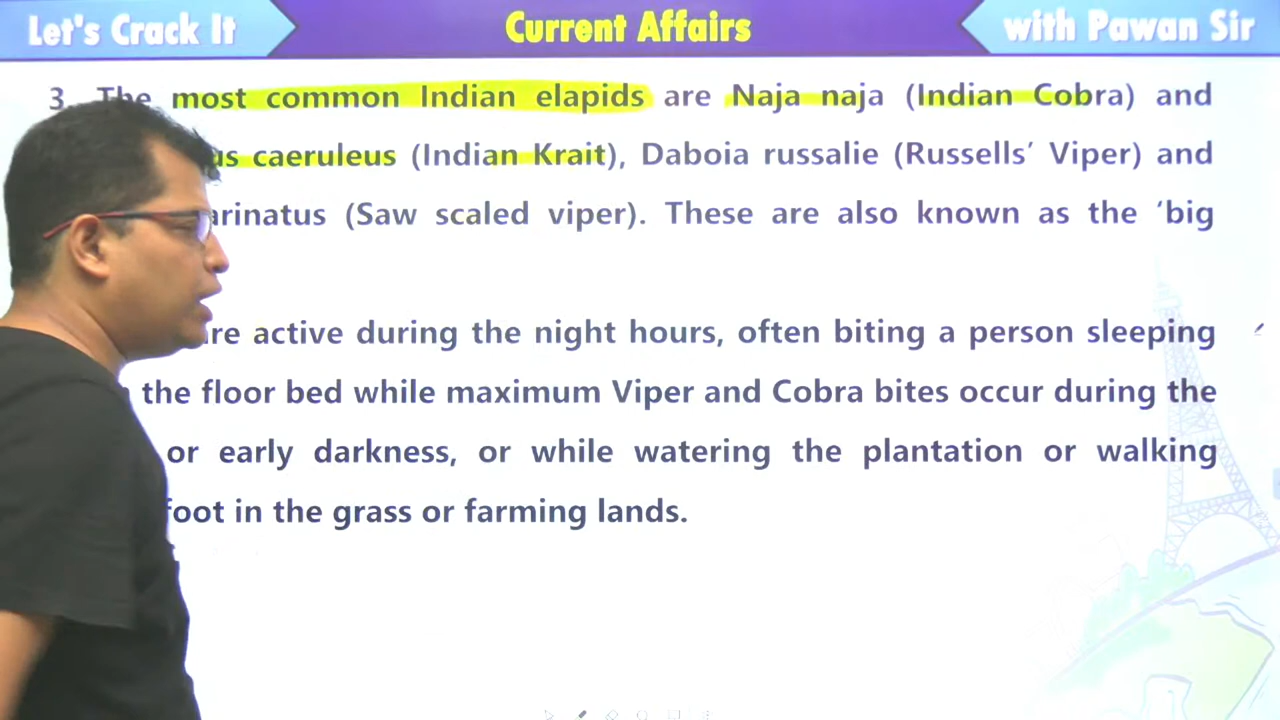 Let's Crack It
Current Affairs
with Pawan Sir
3. The most common Indian elapids are Naja naja (Indian Cobra) and
us caeruleus (Indian Krait), Daboia russalie (Russells’ Viper) and
arinatus (Saw scaled viper). These are also known as the ‘big
re active during the night hours, often biting a person sleeping
the floor bed while maximum Viper and Cobra bites occur during the
or early darkness, or while watering the plantation or walking
foot in the grass or farming lands.